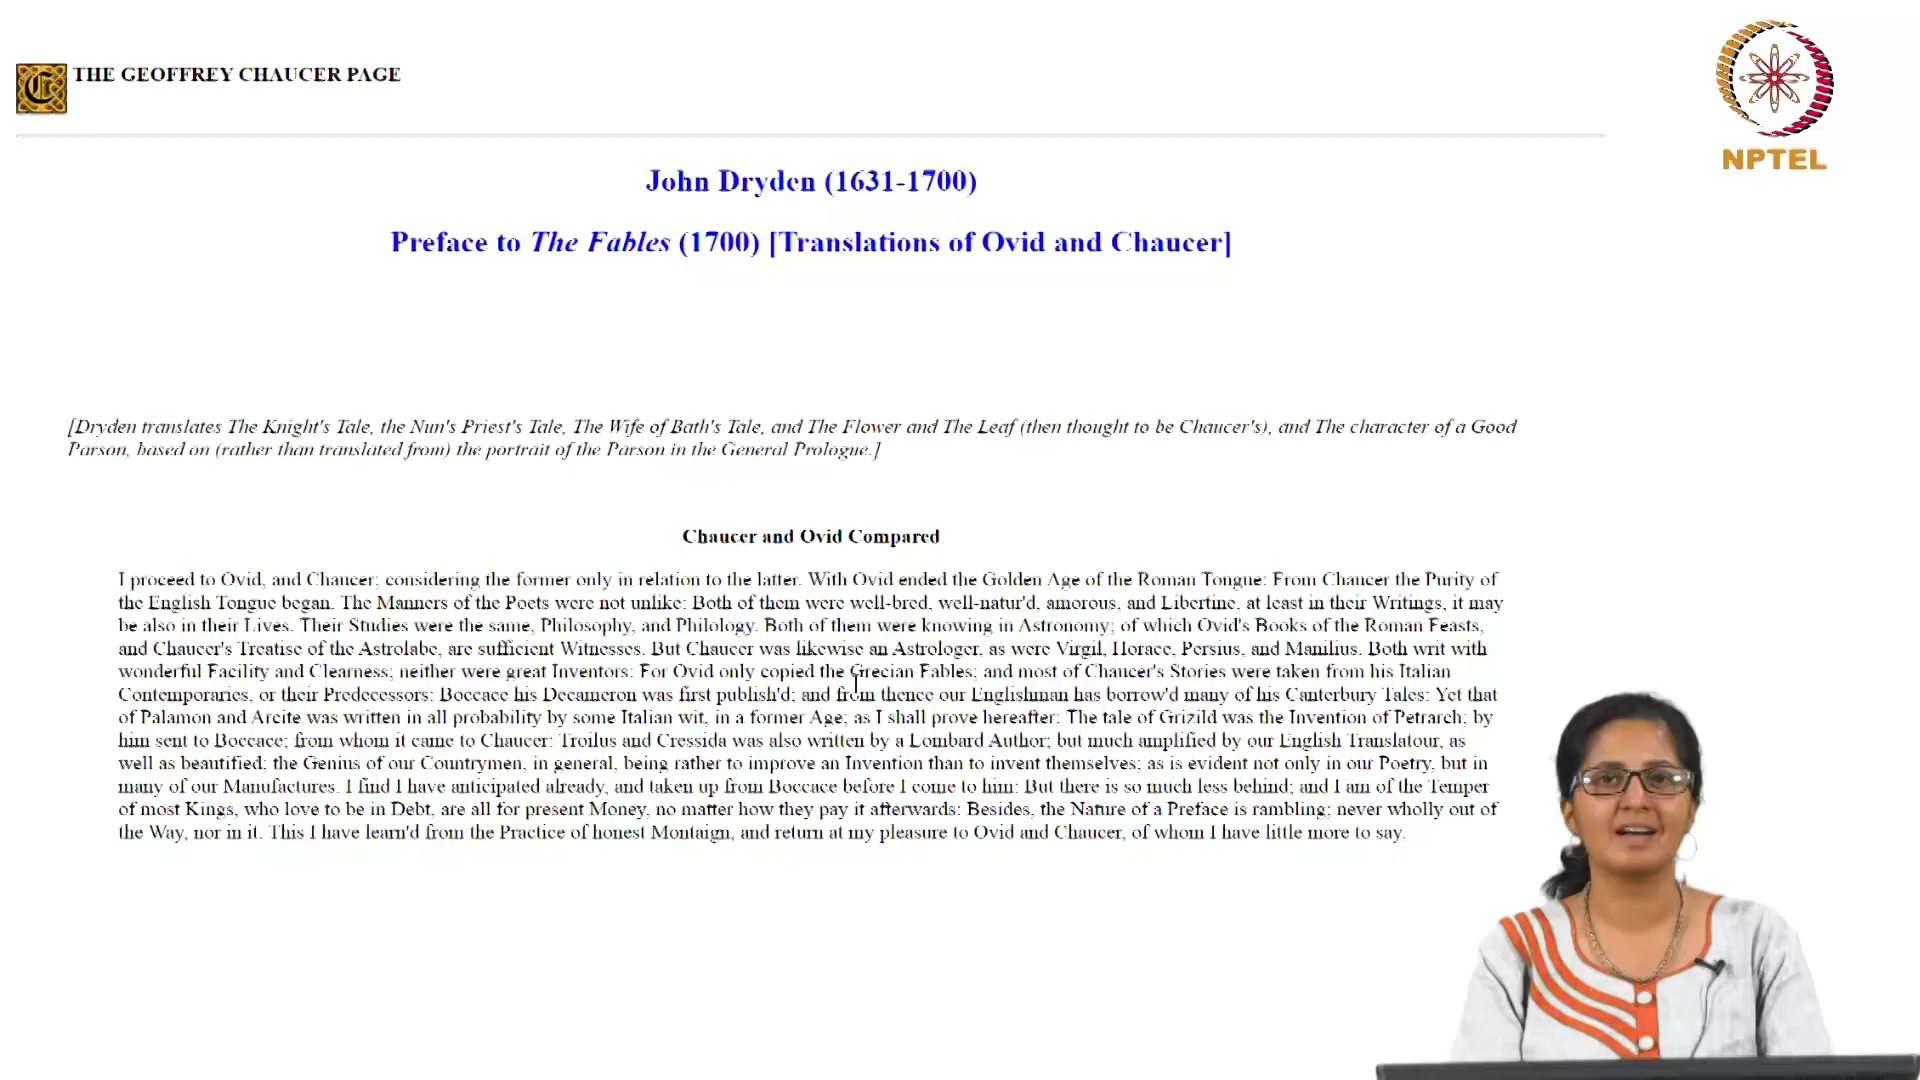 THE GEOFFREY CHAUCER PAGE
NPTEL
John Dryden (1631-1700)
Preface to The Fables (1700) [Translations of Ovid and Chaucer]
[Dryden translates The Knight's Tale, the Nun's Priest's Tale, The Wife of Bath's Tale, and The Flower and The Leaf (then thought to be Chaucer's), and The character of a Good
Parson, based on (rather than translated from) the portrait of the Parson in the General Prologue.]
Chaucer and Ovid Compared
I proceed to Ovid, and Chaucer; considering the former only in relation to the latter. With Ovid ended the Golden Age of the Roman Tongue: From Chaucer the Purity of
the English Tongue began. The Manners of the Poets were not unlike: Both of them were well-bred, well-natur'd, amorous, and Libertine, at least in their Writings, it may
be also in their Lives. Their Studies were the same, Philosophy, and Philology. Both of them were knowing in Astronomy; of which Ovid's Books of the Roman Feasts,
and Chaucer's Treatise of the Astrolabe, are sufficient Witnesses. But Chaucer was likewise an Astrologer, as were Virgil, Horace, Persius, and Manilius. Both writ with
wonderful Facility and Clearness; neither were great Inventors: For Ovid only copied the Grecian Fables; and most of Chaucer's Stories were taken from his Italian
Contemporaries, or their Predecessors: Boccace his Decameron was first publish'd; and from thence our Englishman has borrow'd many of his Canterbury Tales: Yet that
of Palamon and Arcite was written in all probability by some Italian wit, in a former Age; as I shall prove hereafter: The tale of Grizild was the Invention of Petrarch; by
him sent to Boccace; from whom it came to Chaucer: Troilus and Cressida was also written by a Lombard Author; but much amplified by our English Translatour, as
well as beautified; the Genius of our Countrymen, in general, being rather to improve an Invention than to invent themselves; as is evident not only in our Poetry, but in
many of our Manufactures. I find I have anticipated already, and taken up from Boccace before I come to him: But there is so much less behind; and I am of the Temper
of most Kings, who love to be in Debt, are all for present Money, no matter how they pay it afterwards: Besides, the Nature of a Preface is rambling; never wholly out of
the Way, nor in it. This I have learn'd from the Practice of honest Montaign, and return at my pleasure to Ovid and Chaucer, of whom I have little more to say.